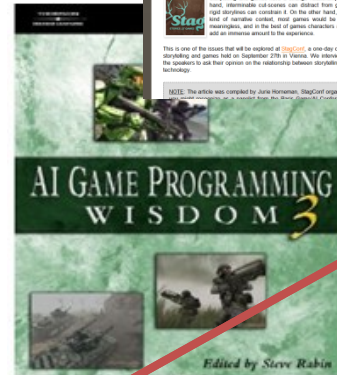 hand, interminable cut-scenes can distract from g
rigid storylines can constrain it. On the other hand,
kind of narrative context, most games would be
meaningless, and in the best of games characters a
add an immense amount to the experience.
Stag
This is one of the issues that will be explored at StagConf, a one-day c
storytelling and games held on September 27th in Vienna. We intervie
the speakers to ask their opinion on the relationship between storytellin
technology.
NOTE: The article was compiled by Jurie Horneman, StagConf orga
AI GAME PROGRAMMING
WISDOM 3
Edited by Steve Rabin